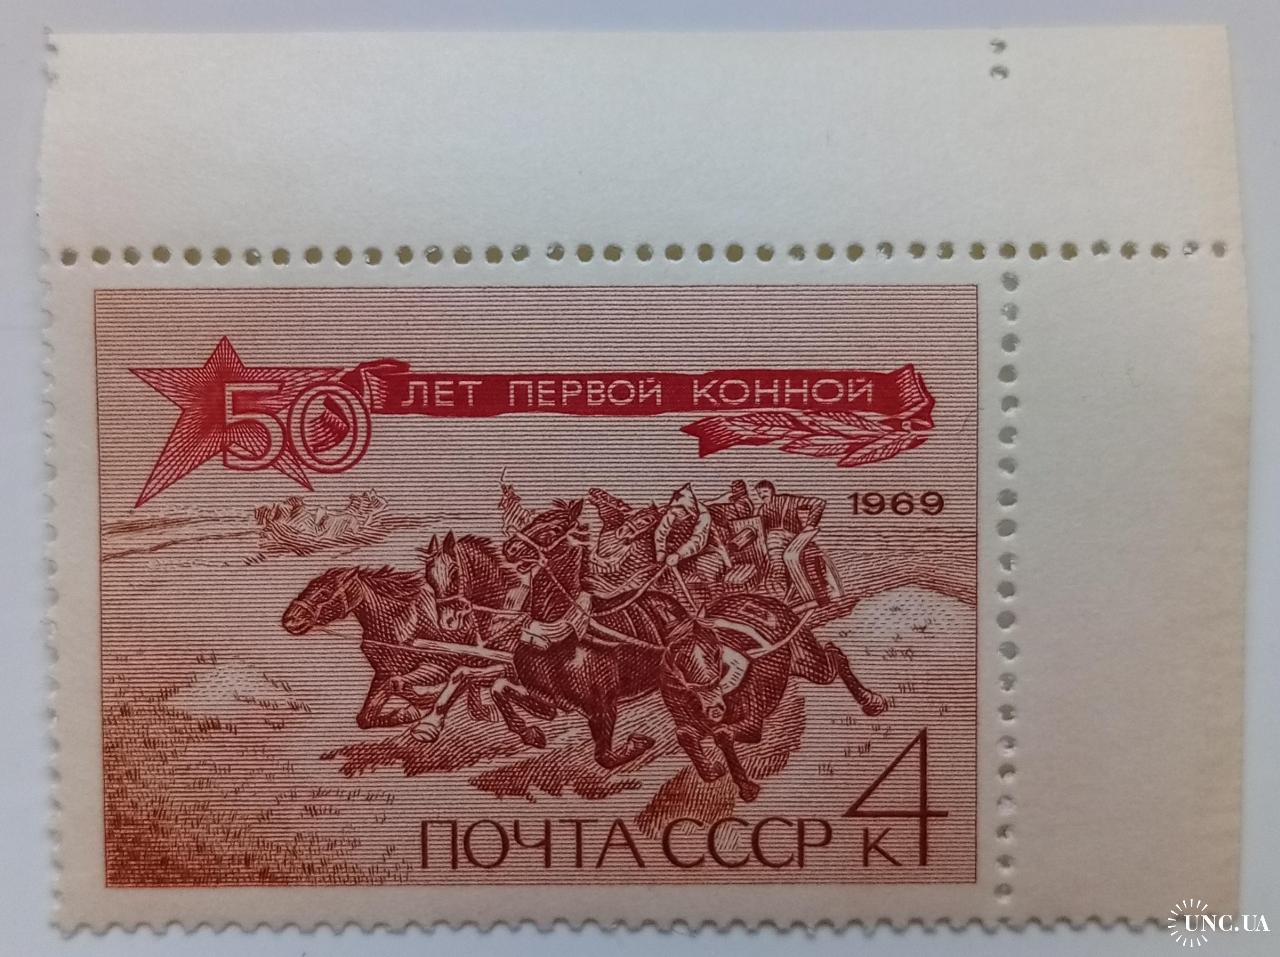 50 ЛЕТ ПЕРВОЙ КОННОЙ
1969
ПОЧТА СССР 4 К
UNC.UA